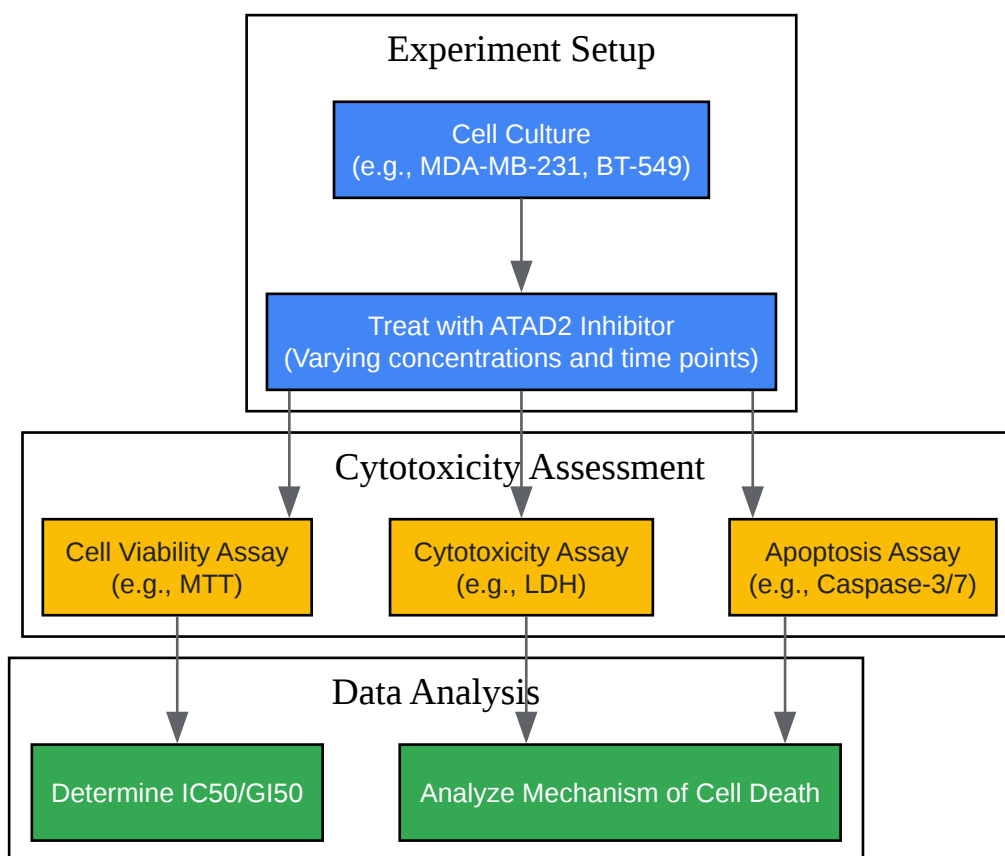 Experiment Setup
Cell Culture
(e.g., MDA-MB-231, BT-549)
Treat with ATAD2 Inhibitor
(Varying concentrations and time points)
Cytotoxicity Assessment
Cell Viability Assay
(e.g., MTT)
Cytotoxicity Assay
(e.g., LDH)
Apoptosis Assay
(e.g., Caspase-3/7)
Data Analysis
Determine IC50/GI50
Analyze Mechanism of Cell Death